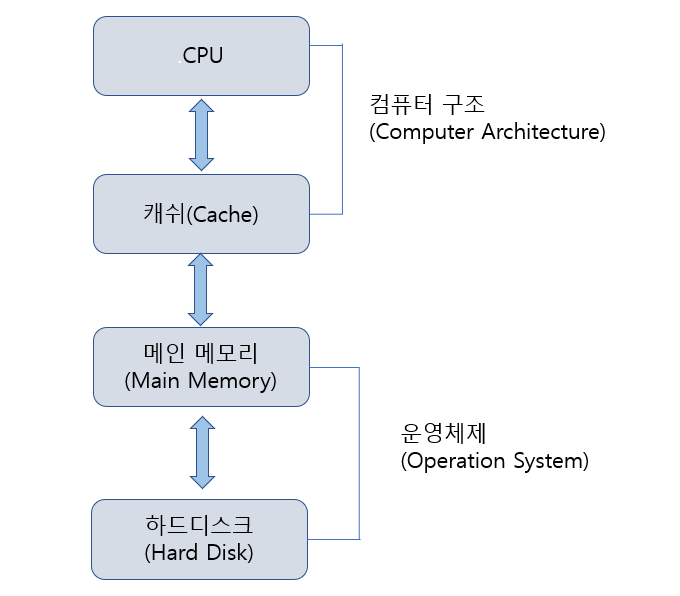 .CPU
컴퓨터 구조
(Computer Architecture)
캐쉬(Cache)
메인 메모리
(Main Memory)
운영체제
(Operation System)
하드디스크
(Hard Disk)